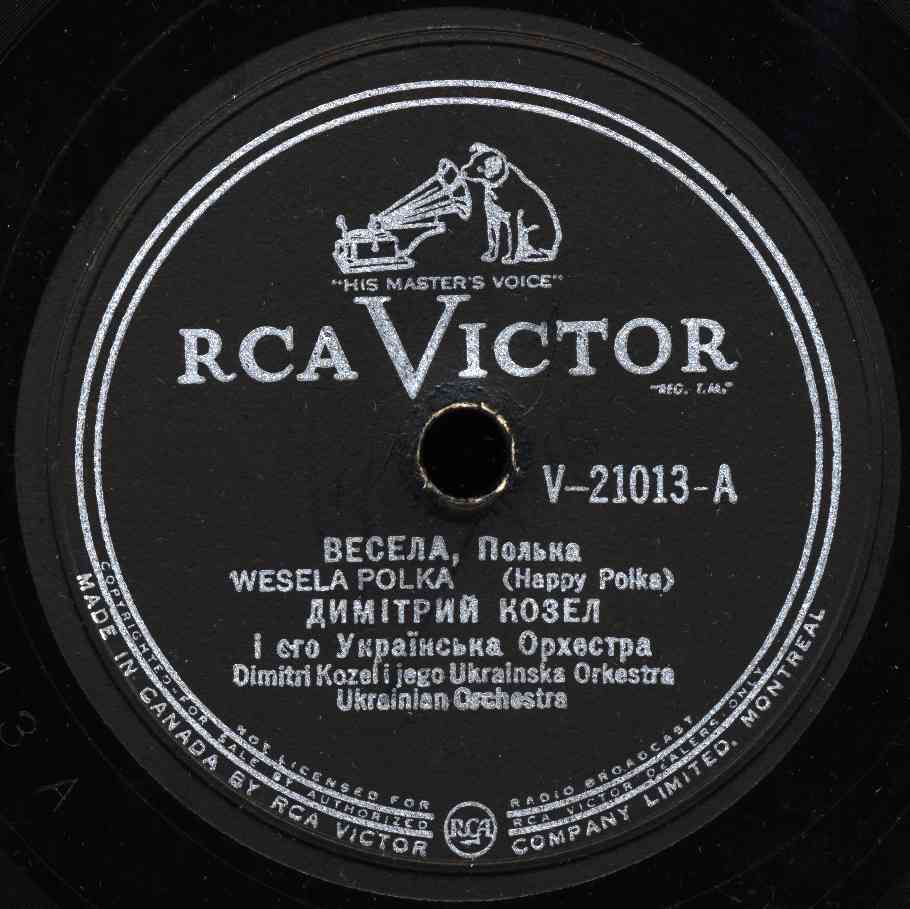 "HIS MASTER'S VOICE"
RCA VICTOR
"REG. T.M."
V-21013-A
ВЕСЕЛА, Полька
WESELA POLKA (Happy Polka)
ДИМІТРИЙ КОЗЕЛ
і єго Українська Орхестра
Dimitri Kozel i jego Ukrainska Orkestra
Ukrainian Orchestra
NOT LICENSED FOR RADIO BROADCAST
COPYRIGHTED-FOR SALE BY AUTHORIZED RCA VICTOR DEALERS ONLY
MADE IN CANADA BY RCA VICTOR COMPANY LIMITED, MONTREAL
RCA